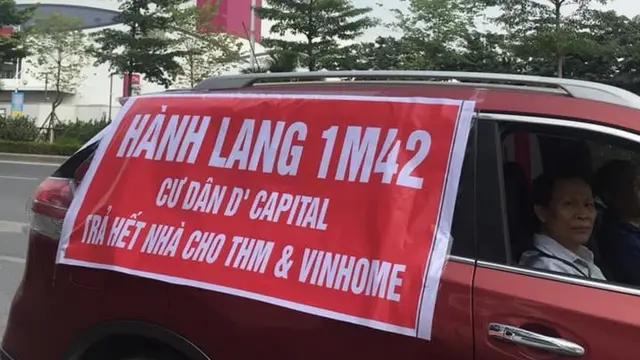 HÀNH LANG 1M42
CƯ DÂN D' CAPITAL
TRẢ HẾT NHÀ CHO THM & VINHOME